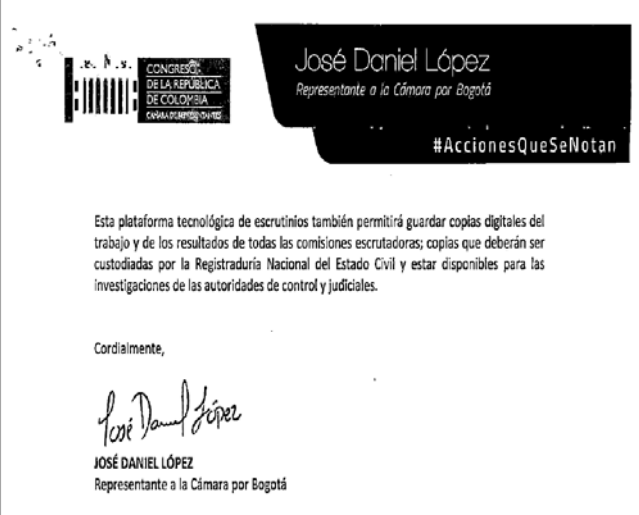 CONGRESO
DE LA REPÚBLICA
DE COLOMBIA
CÁMARA DE REPRESENTANTES
José Daniel López
Representante a la Cámara por Bogotá
#AccionesQueSeNotan
Esta plataforma tecnológica de escrutinios también permitirá guardar copias digitales del
trabajo y de los resultados de todas las comisiones escrutadoras; copias que deberán ser
custodiadas por la Registraduría Nacional del Estado Civil y estar disponibles para las
investigaciones de las autoridades de control y judiciales.
Cordialmente,
José Daniel López
JOSÉ DANIEL LÓPEZ
Representante a la Cámara por Bogotá